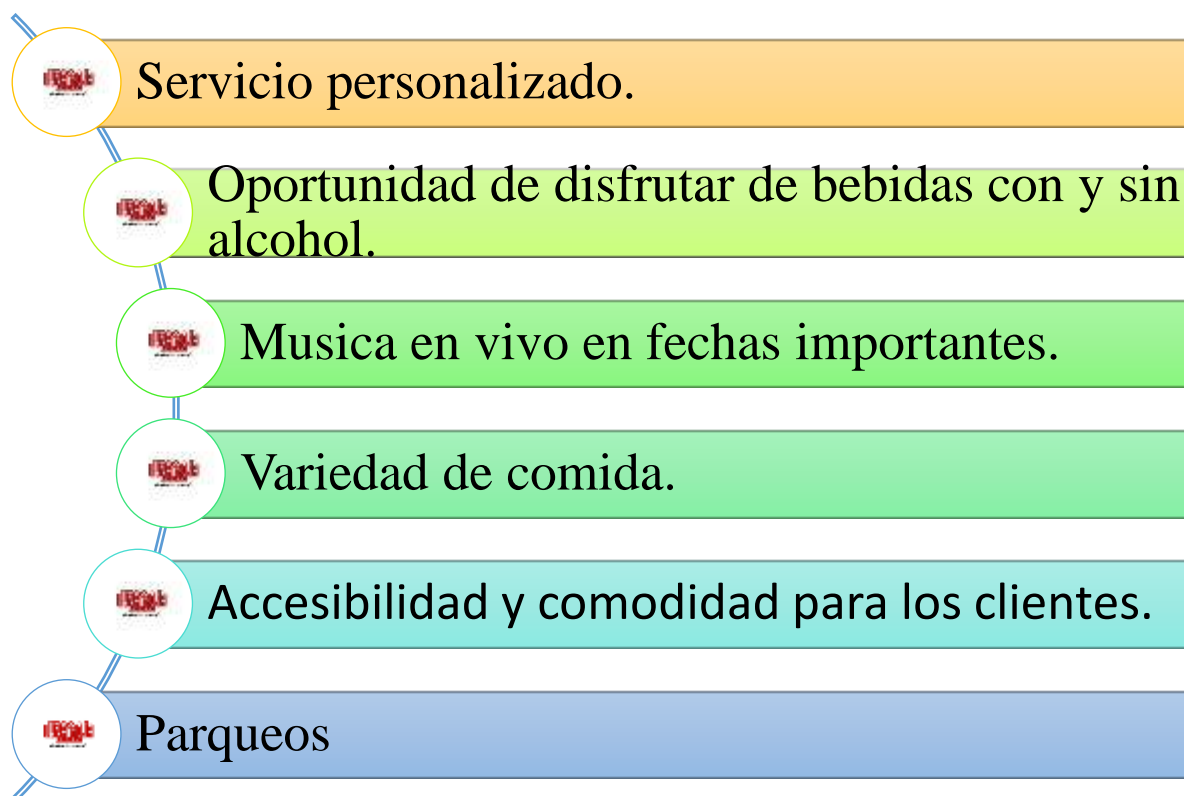 Servicio personalizado.
Oportunidad de disfrutar de bebidas con y sin
alcohol.
Musica en vivo en fechas importantes.
Variedad de comida.
Accesibilidad y comodidad para los clientes.
Parqueos